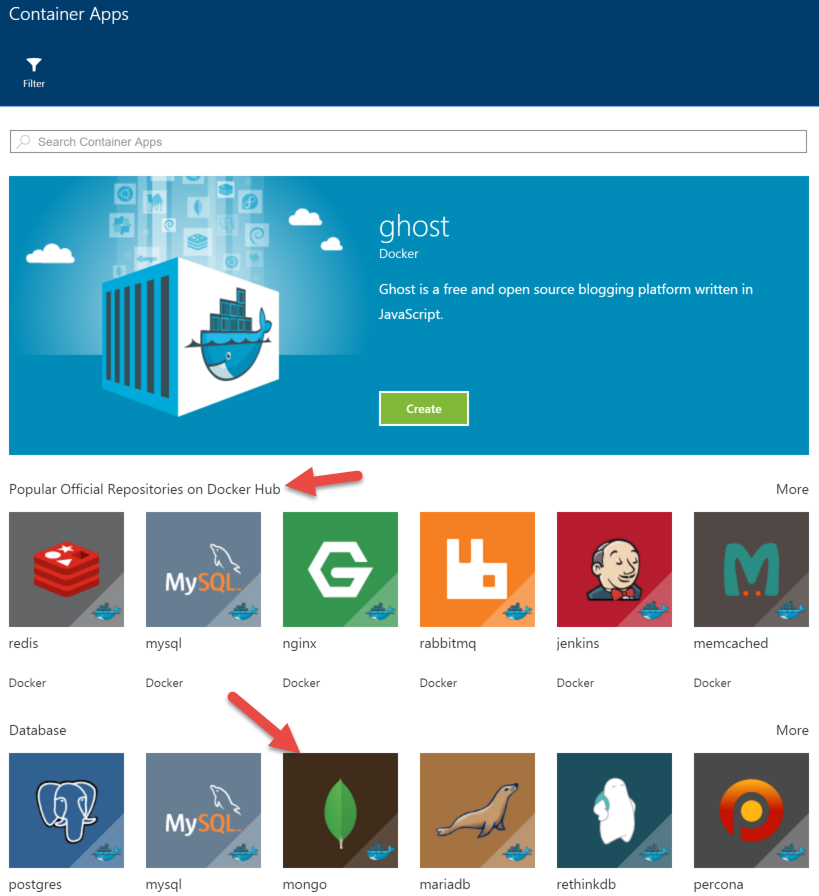 Container Apps
Filter
Search Container Apps
ghost
Docker
Ghost is a free and open source blogging platform written in
JavaScript.
Create
Popular Official Repositories on Docker Hub
More
MySQL
redis
mysql
nginx
rabbitmq
jenkins
memcached
Docker
Docker
Docker
Docker
Docker
Docker
Database
More
MySQL
postgres
mysql
mongo
mariadb
rethinkdb
percona